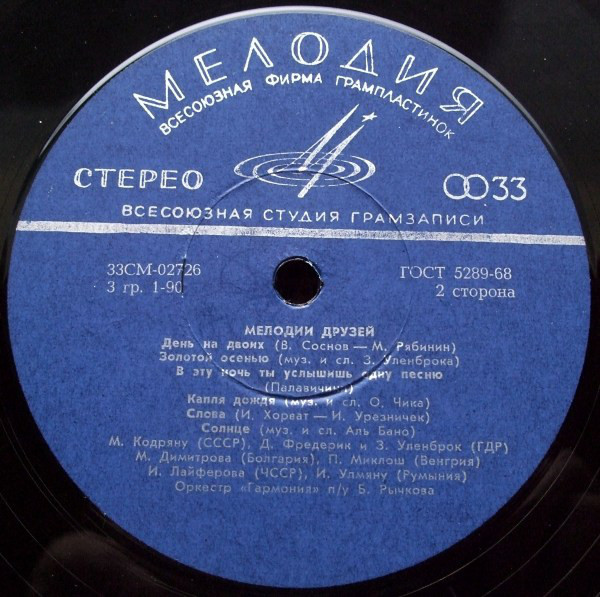 МЕЛОДИЯ
ВСЕСОЮЗНАЯ ФИРМА ГРАМПЛАСТИНОК
СТЕРЕО
33
ВСЕСОЮЗНАЯ СТУДИЯ ГРАМЗАПИСИ
33СМ-02726
ГОСТ 5289-68
3 гр. 1-90
2 сторона
МЕЛОДИИ ДРУЗЕЙ
День на двоих (В. Соснов — М. Рябинин)
Золотой осенью (муз. и сл. З. Уленброка)
В эту ночь ты услышишь одну песню
(Палавичини)
Капля дождя (муз. и сл. О. Чика)
Слова (И. Хореат — И. Урезничек)
Солнце (муз. и сл. Аль Бано)
М. Кодряну (СССР), Д. Фредерик и З. Уленброк (ГДР)
М. Димитрова (Болгария), П. Миклош (Венгрия)
И. Лайферова (ЧССР), И. Улмяну (Румыния)
Оркестр «Гармония» п/у Б. Рычкова